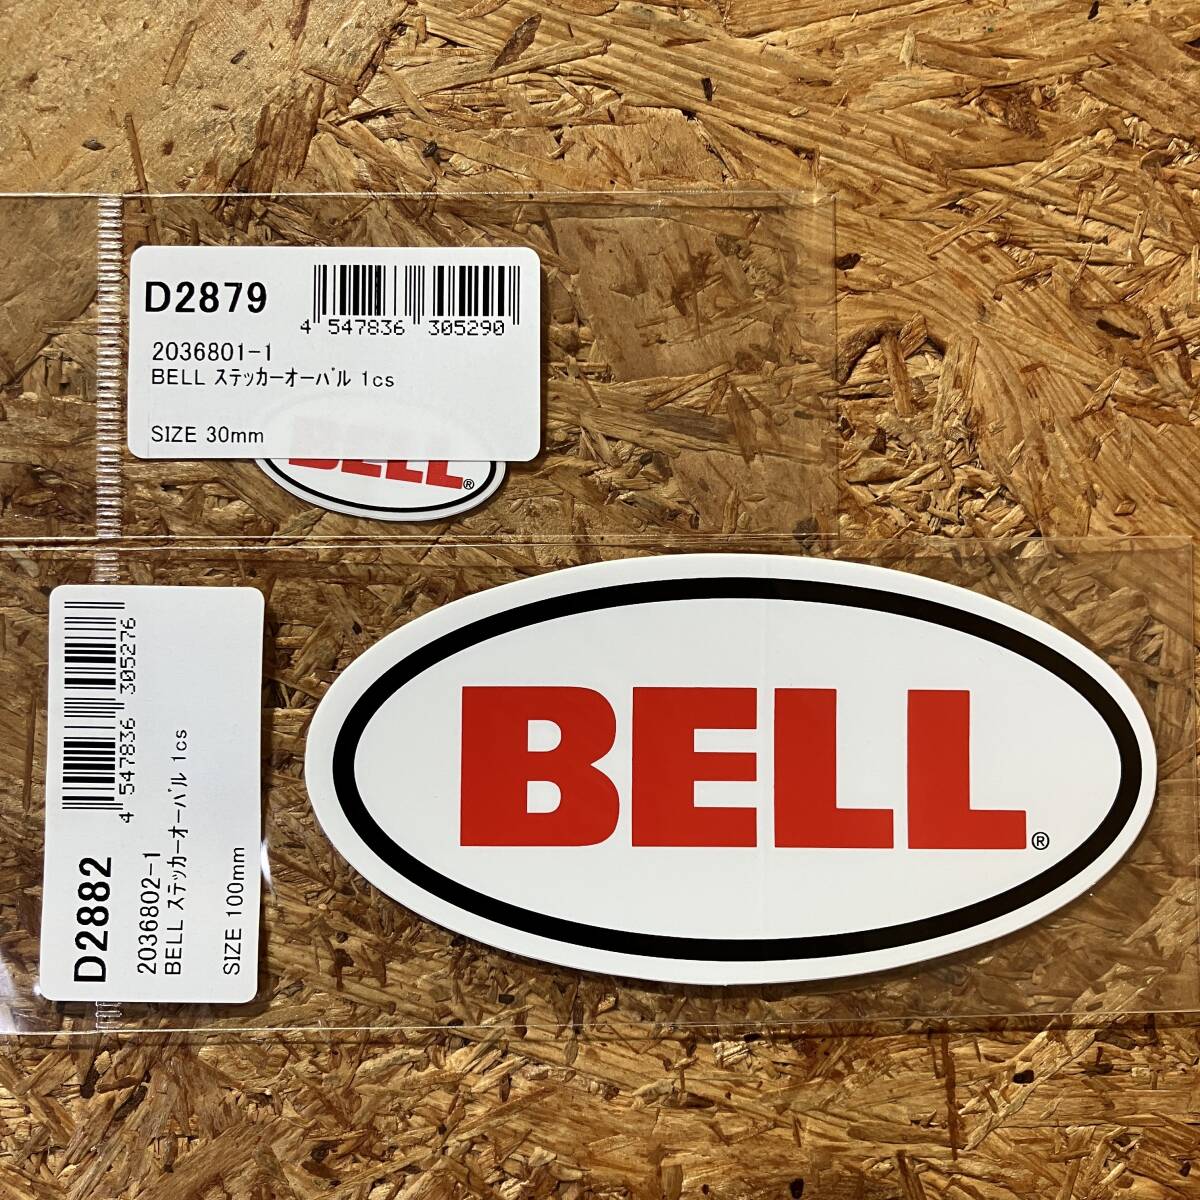 D2879
4 547836 305290
2036801-1
BELL ｽﾃｯｶｰオーバル 1cs
SIZE 30mm
BELL®
D2882
4 547836 305276
2036802-1
BELL ｽﾃｯｶｰオーバル 1cs
SIZE 100mm
BELL®